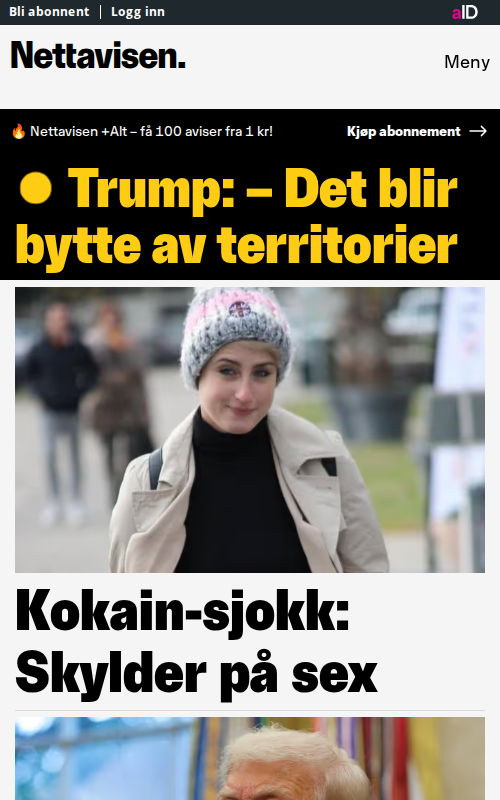 Bli abonnent | Logg inn
aID
Nettavisen.
Meny
🔥 Nettavisen +Alt – få 100 aviser fra 1 kr!
Kjøp abonnement →
Trump: – Det blir
bytte av territorier
Kokain-sjokk:
Skylder på sex